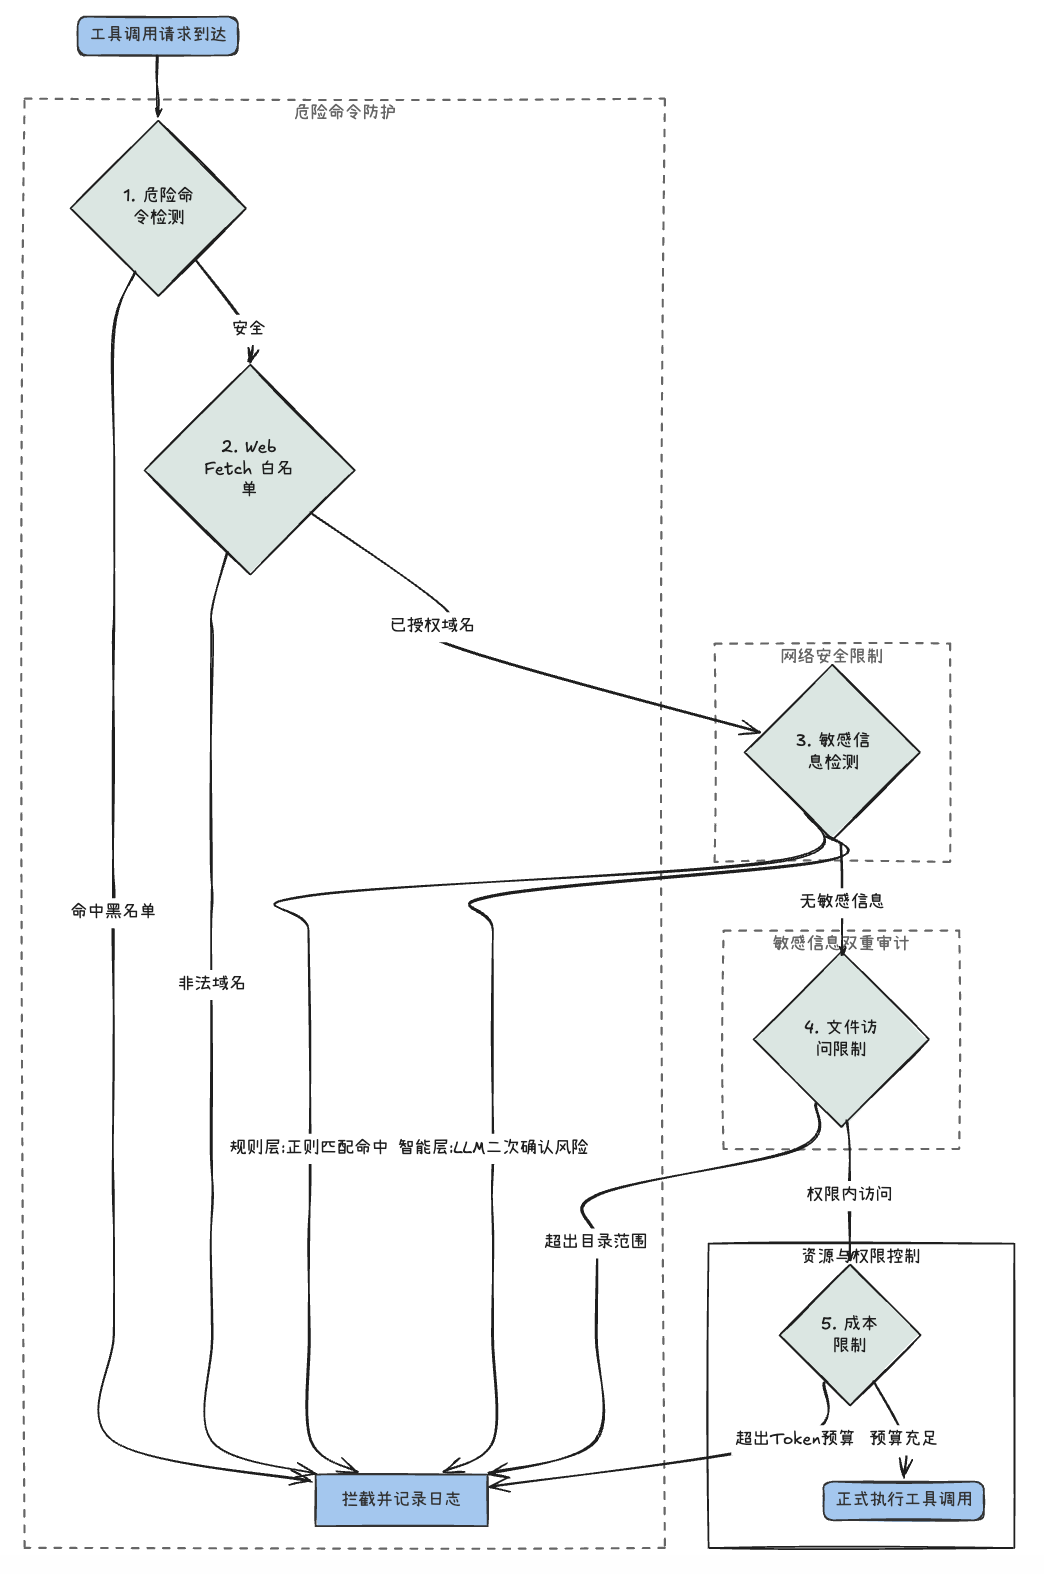 工具调用请求到达
危险命令防护
1. 危险命
令检测
安全
2. Web
Fetch 白名
单
已授权域名
网络安全限制
3. 敏感信
息检测
命中黑名单
无敏感信息
敏感信息双重审计
非法域名
4. 文件访
问限制
规则层:正则匹配命中
智能层:LLM二次确认风险
权限内访问
超出目录范围
资源与权限控制
5. 成本
限制
超出Token预算
预算充足
拦截并记录日志
正式执行工具调用